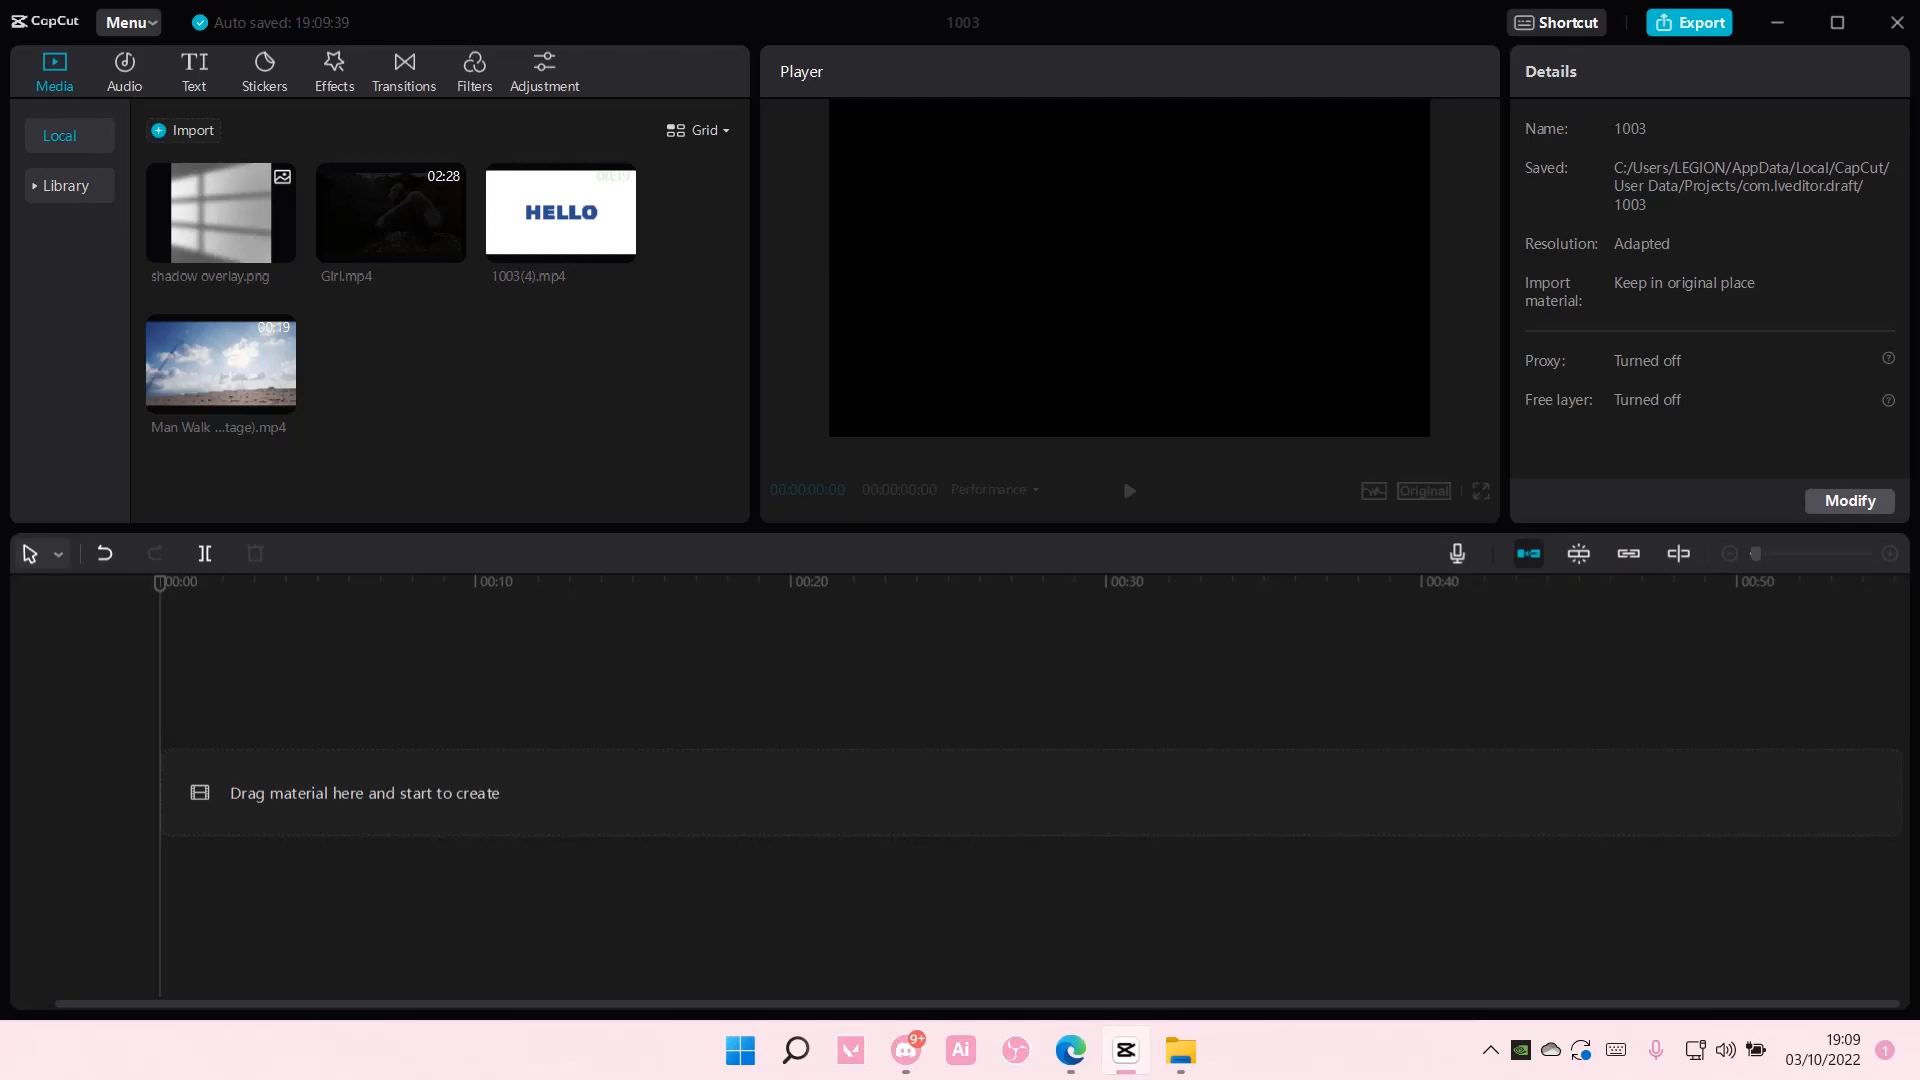 CapCut
Menu
Auto saved: 19:09:39
1003
Shortcut
Export
Media
Audio
Text
Stickers
Effects
Transitions
Filters
Adjustment
Player
Details
Local
Library
Import
Grid
shadow overlay.png
02:28
Girl.mp4
00:19
HELLO
1003(4).mp4
00:19
Man Walk ...tage).mp4
00:00:00:00
00:00:00:00
Performance
Original
Name: 1003
Saved: C:/Users/LEGION/AppData/Local/CapCut/
User Data/Projects/com.lveditor.draft/
1003
Resolution: Adapted
Import
material:
Keep in original place
Proxy: Turned off
Free layer: Turned off
Modify
00:00
00:10
00:20
00:30
00:40
00:50
Drag material here and start to create
9+
Ai
19:09
03/10/2022
1